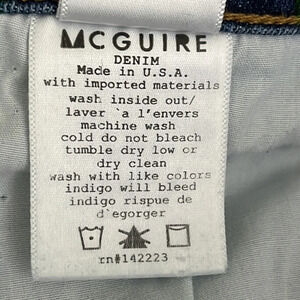 MCGUIRE
DENIM
Made in U.S.A.
with imported materials
wash inside out/
laver `a l'envers
machine wash
cold do not bleach
tumble dry low or
dry clean
wash with like colors
indigo will bleed
indigo rispue de
d'egorger
rn#142223